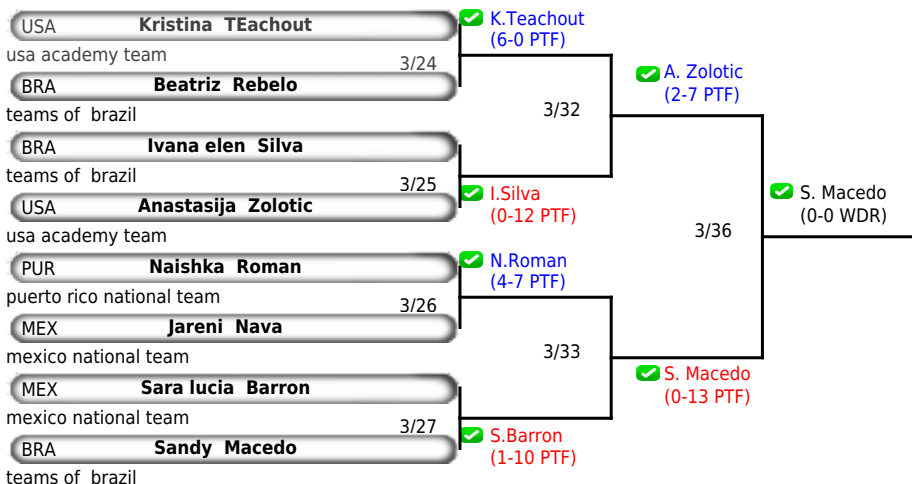 USA Kristina TEachout
usa academy team
3/24
BRA Beatriz Rebelo
teams of brazil
BRA Ivana elen Silva
teams of brazil
3/25
USA Anastasija Zolotic
usa academy team
PUR Naishka Roman
puerto rico national team
3/26
MEX Jareni Nava
mexico national team
MEX Sara lucia Barron
mexico national team
3/27
BRA Sandy Macedo
teams of brazil
K.Teachout
(6-0 PTF)
3/32
I.Silva
(0-12 PTF)
N.Roman
(4-7 PTF)
3/33
S.Barron
(1-10 PTF)
A. Zolotic
(2-7 PTF)
3/36
S. Macedo
(0-13 PTF)
S. Macedo
(0-0 WDR)